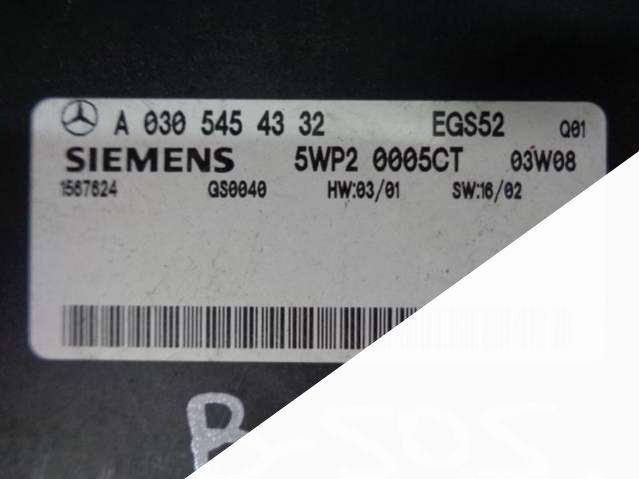 A 030 545 43 32 EGS52 Q01
SIEMENS 5WP2 0005CT 03W08
1567624 GS0040 HW:03/01 SW:16/02